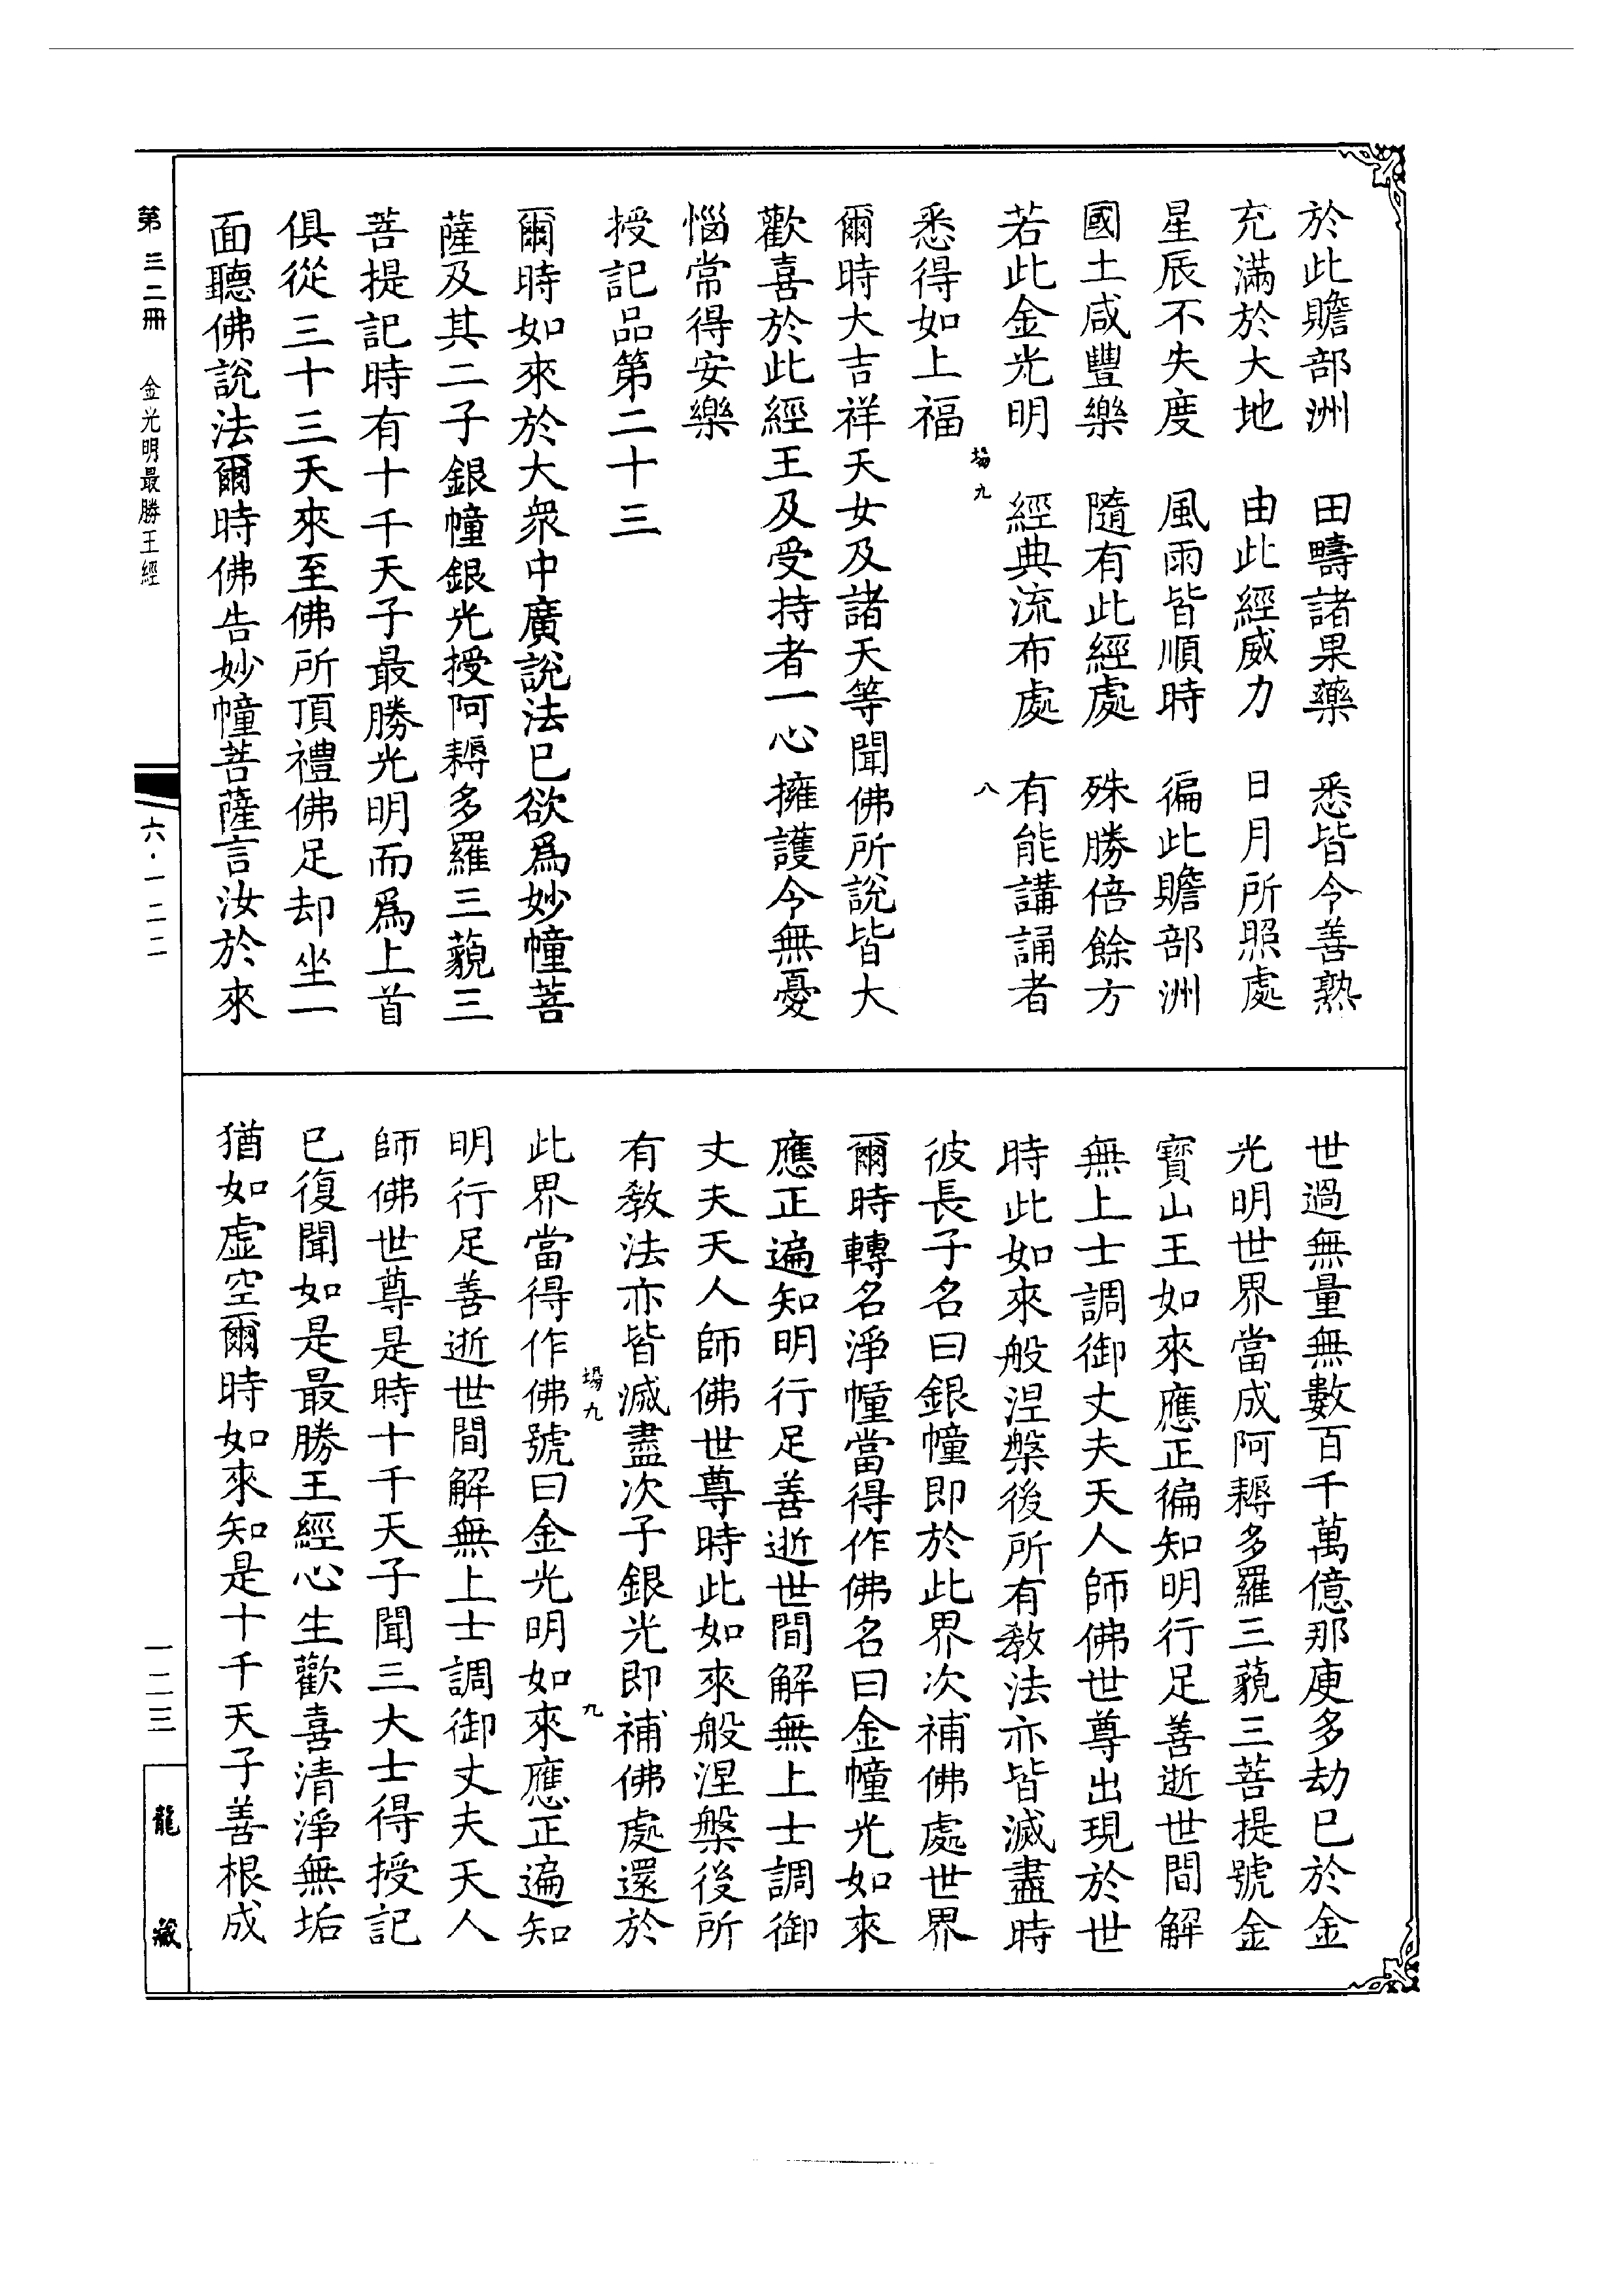 於此贍部洲　田疇諸果藥　悉皆令善熟
充滿於大地　由此經威力　日月所照處
星辰不失度　風雨皆順時　徧此贍部洲
國土咸豐樂　隨有此經處　殊勝倍餘方
若此金光明　經典流布處　有能講誦者
場九　八
悉得如上福
爾時大吉祥天女及諸天等聞佛所說皆大
歡喜於此經王及受持者一心擁護令無憂
惱常得安樂
授記品第二十三
爾時如來於大衆中廣說法已欲爲妙幢菩
薩及其二子銀幢銀光授阿耨多羅三藐三
菩提記時有十千天子最勝光明而爲上首
俱從三十三天來至佛所頂禮佛足却坐一
面聽佛說法爾時佛告妙幢菩薩言汝於來
世過無量無數百千萬億那庾多劫已於金
光明世界當成阿耨多羅三藐三菩提號金
寶山王如來應正徧知明行足善逝世間解
無上士調御丈夫天人師佛世尊出現於世
時此如來般涅槃後所有教法亦皆滅盡時
彼長子名曰銀幢即於此界次補佛處世界
爾時轉名淨幢當得作佛名曰金幢光如來
應正遍知明行足善逝世間解無上士調御
丈夫天人師佛世尊時此如來般涅槃後所
有教法亦皆滅盡次子銀光即補佛處還於
場九　九
此界當得作佛號曰金光明如來應正遍知
明行足善逝世間解無上士調御丈夫天人
師佛世尊是時十千天子聞三大士得授記
已復聞如是最勝王經心生歡喜清淨無垢
猶如虛空爾時如來知是十千天子善根成
第三二冊　金光明最勝王經　六·一二二　一二三　龍藏